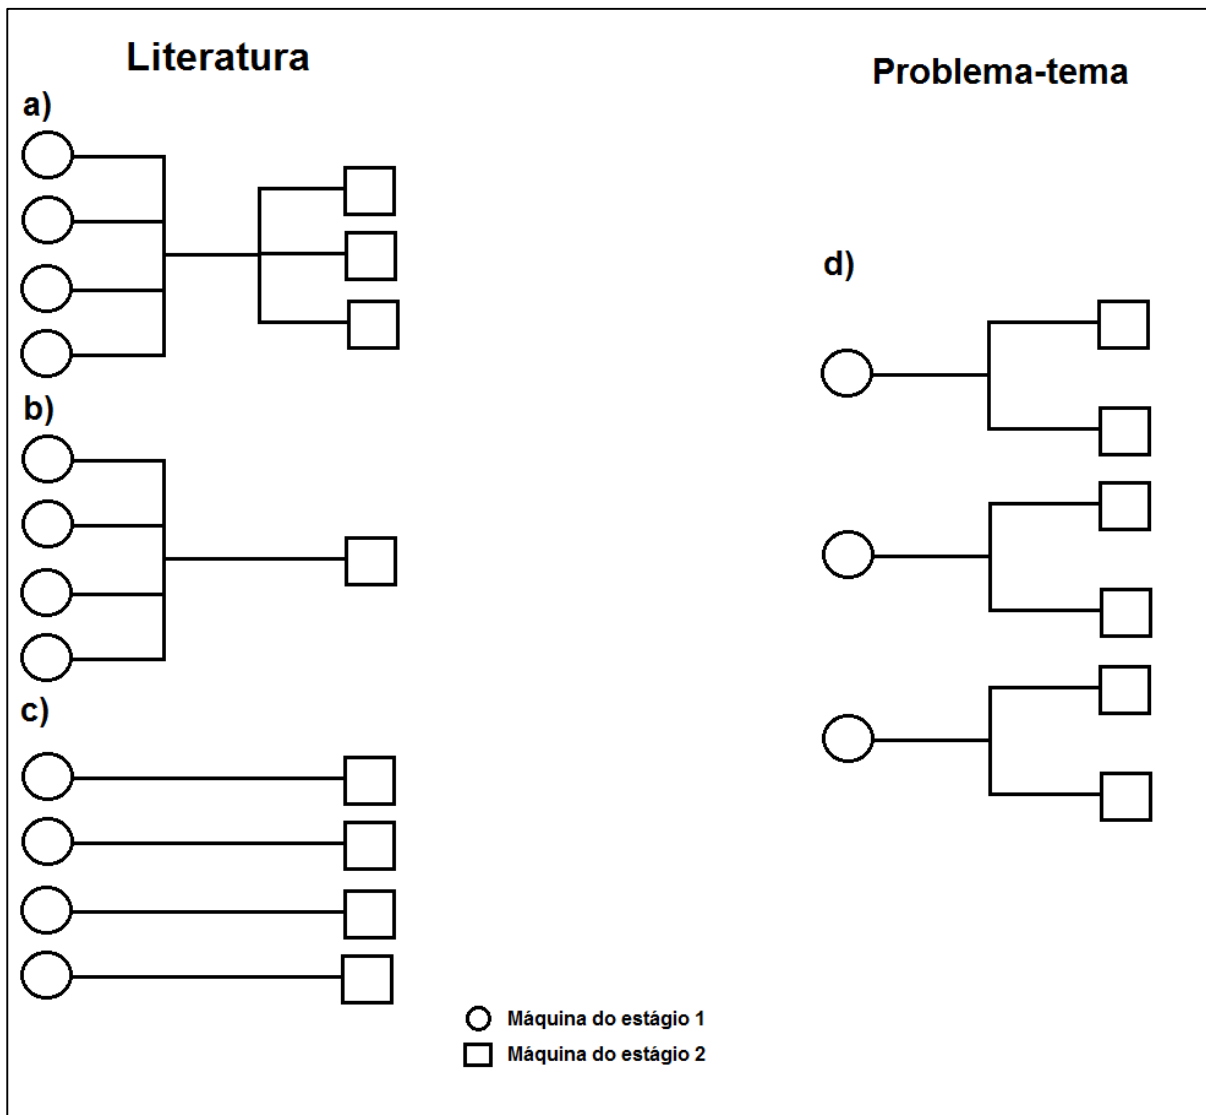 Literatura
Problema-tema
a)
b)
c)
d)
Máquina do estágio 1
Máquina do estágio 2